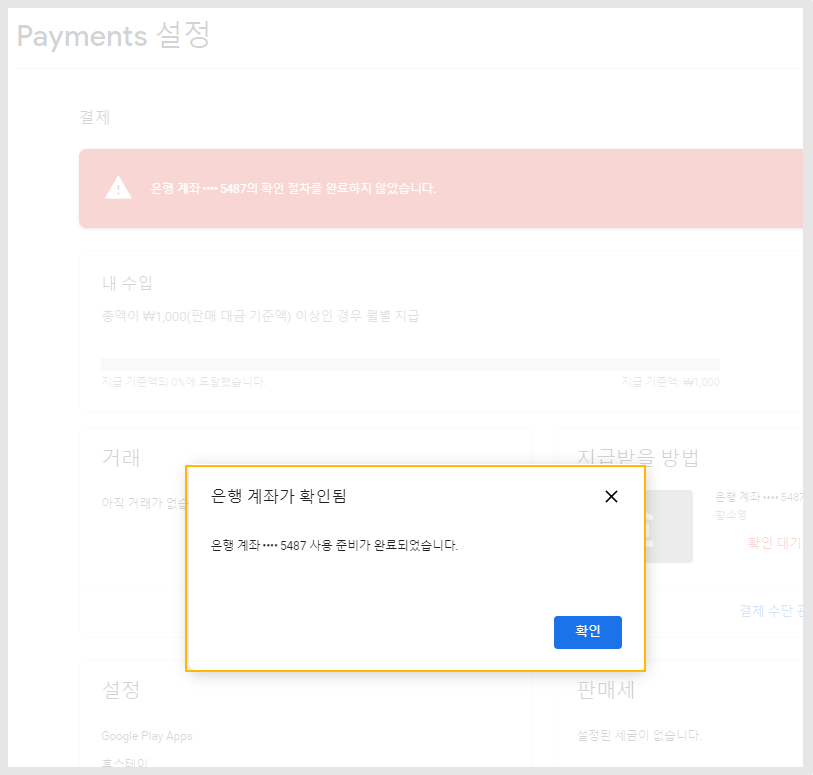 Payments 설정
결제
은행 계좌 •••• 5487의 확인 절차를 완료하지 않았습니다.
내 수입
총액이 ₩1,000(판매 대금 기준액) 이상인 경우 월별 지급
지급 기준액의 0%에 도달했습니다.
지급 기준액: ₩1,000
거래
지급받을 방법
아직 거래가 없습
은행 계좌 •••• 5487
황소영
확인 대기
결제 수단 관
은행 계좌가 확인됨
은행 계좌 •••• 5487 사용 준비가 완료되었습니다.
확인
설정
판매세
Google Play Apps
설정된 세금이 없습니다.